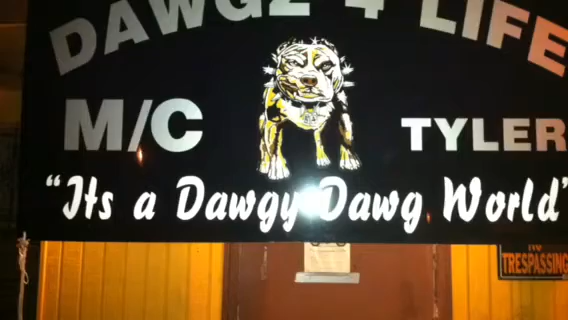 DAWGZ 4 LIFE
M/C TYLER
"Its a Dawgy Dawg World"
NO
TRESPASSING